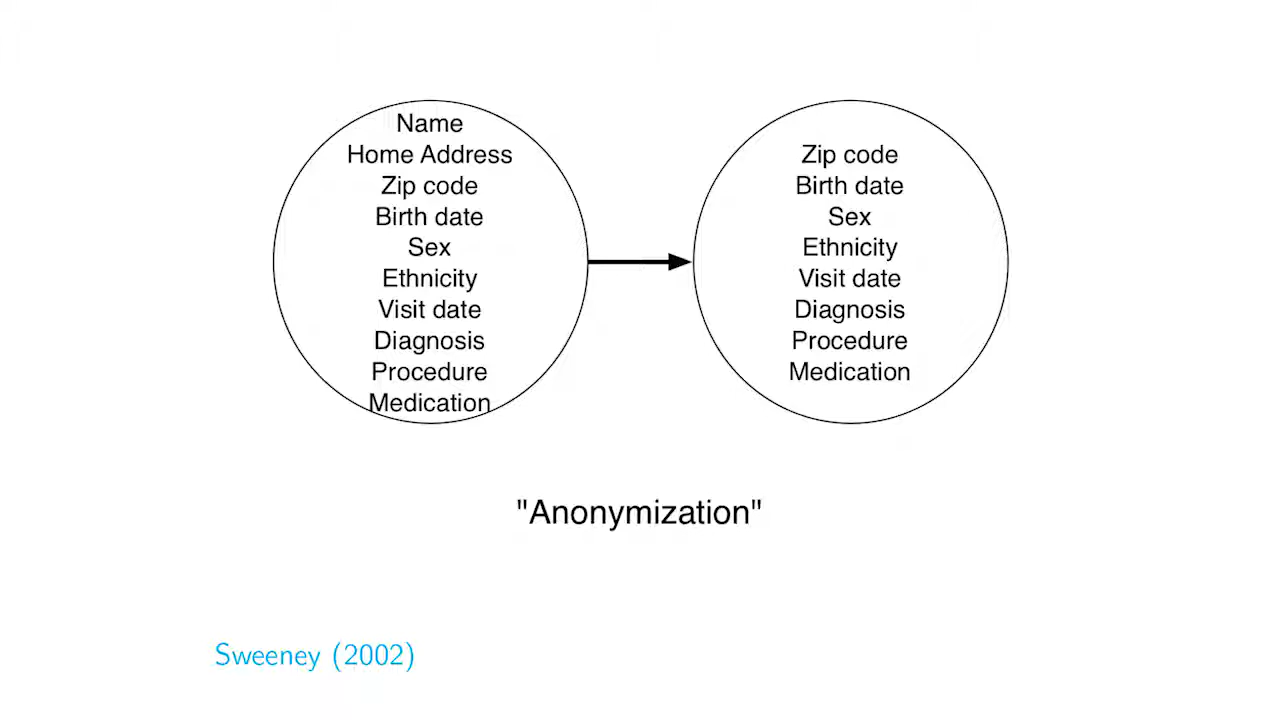 Name
Home Address
Zip code
Birth date
Sex
Ethnicity
Visit date
Diagnosis
Procedure
Medication
Zip code
Birth date
Sex
Ethnicity
Visit date
Diagnosis
Procedure
Medication
"Anonymization"
Sweeney (2002)